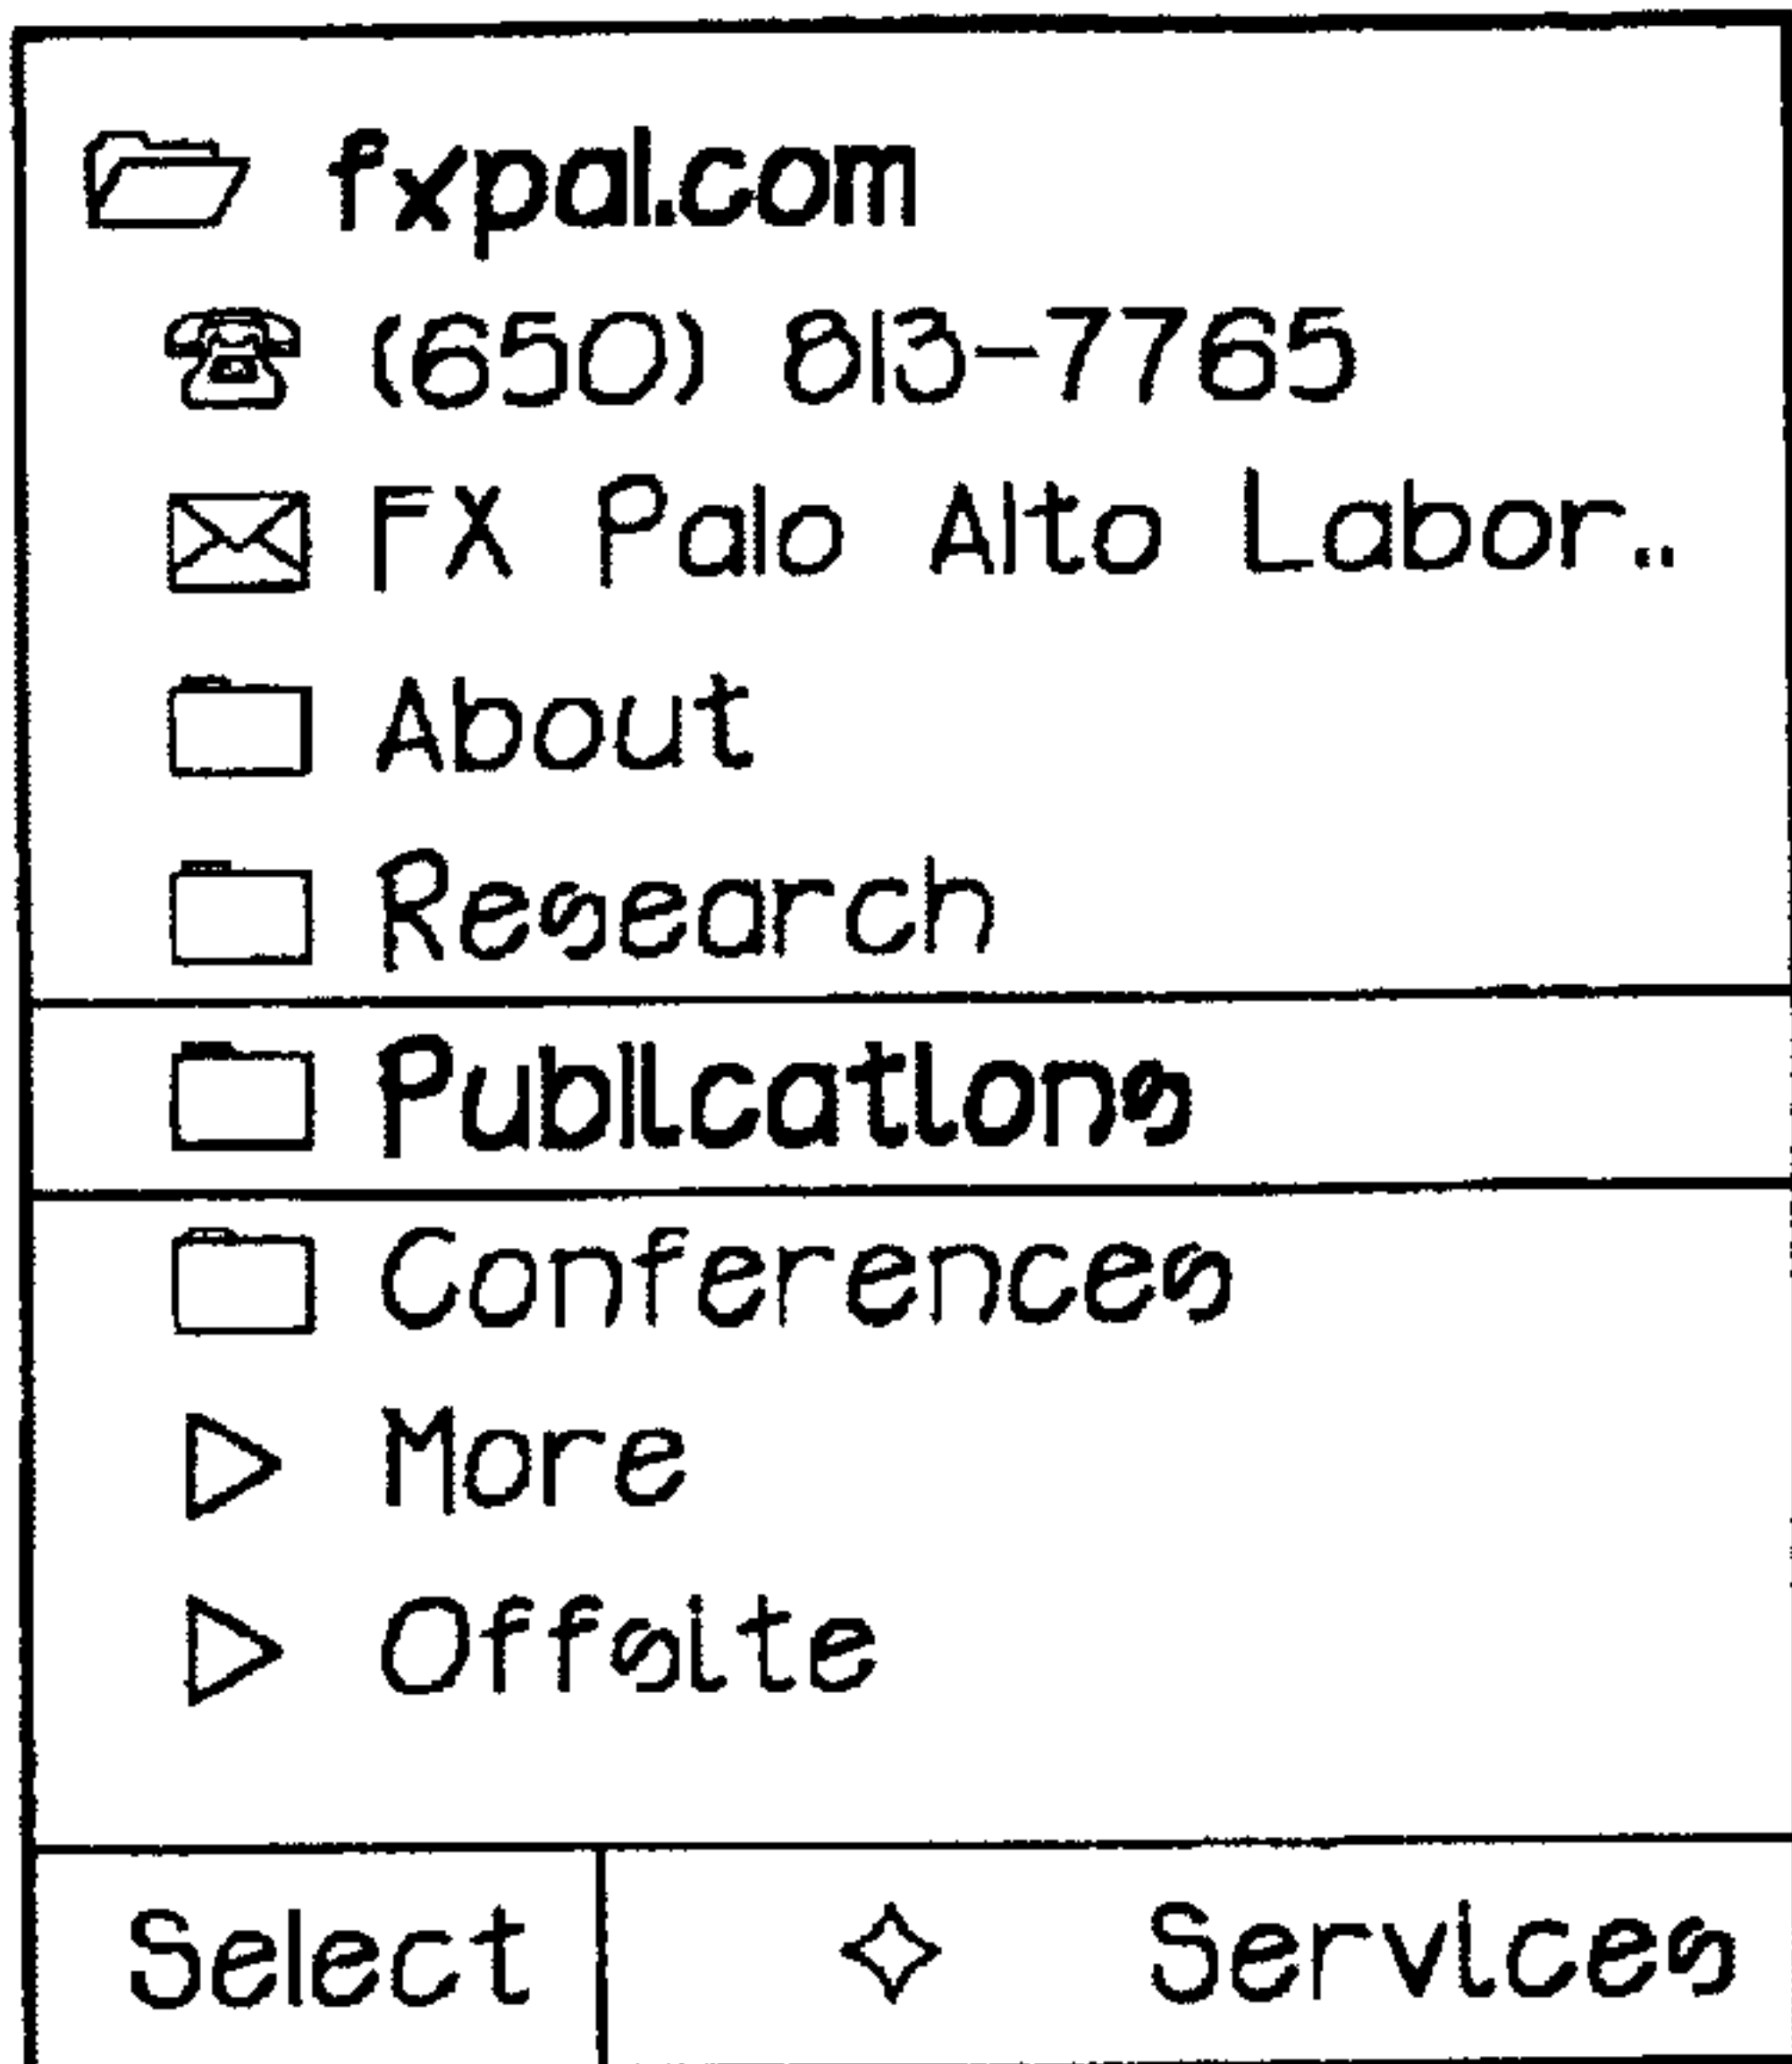 fxpal.com
(650) 813-7765
FX Palo Alto Labor..
About
Research
Publications
Conferences
More
Offsite
Select Services